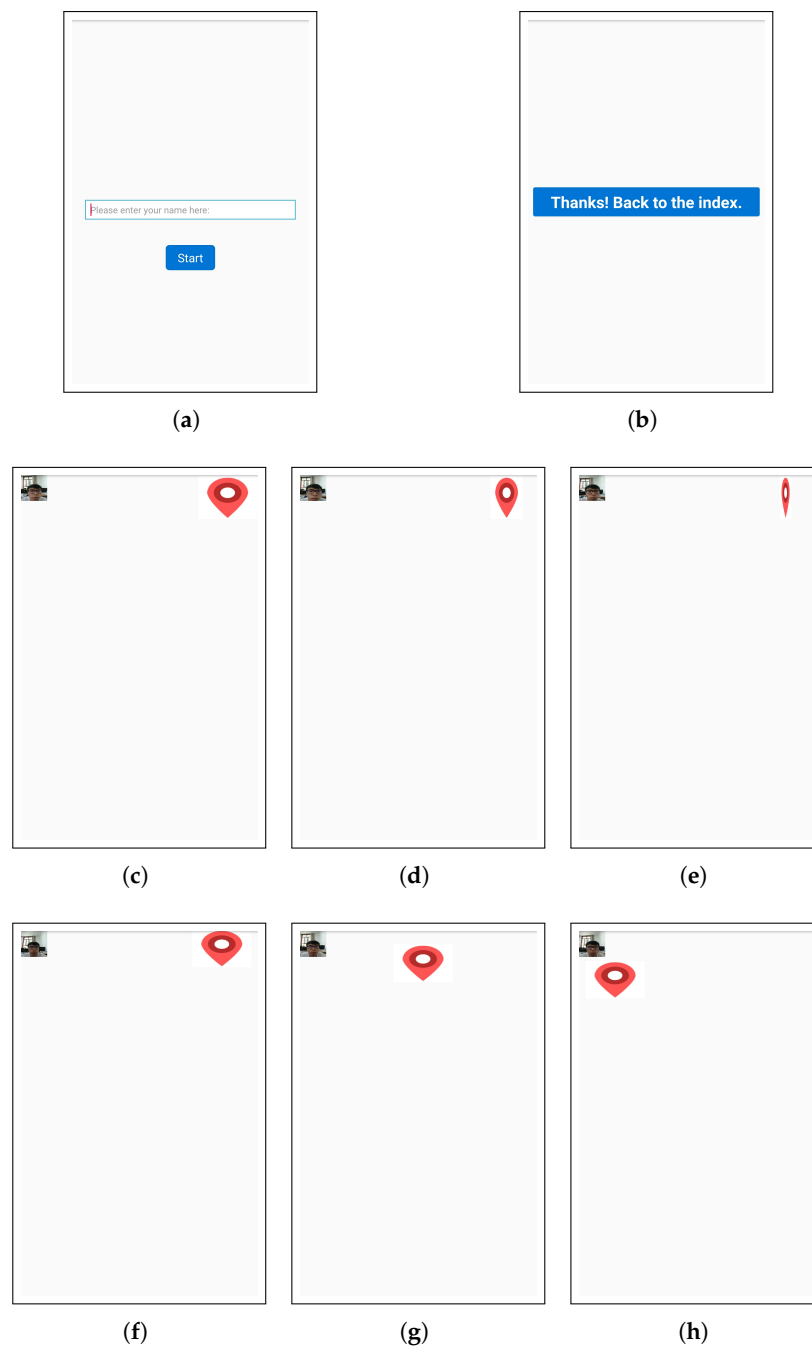 Please enter your name here:
Start
Thanks! Back to the index.
(a)
(b)
(c)
(d)
(e)
(f)
(g)
(h)